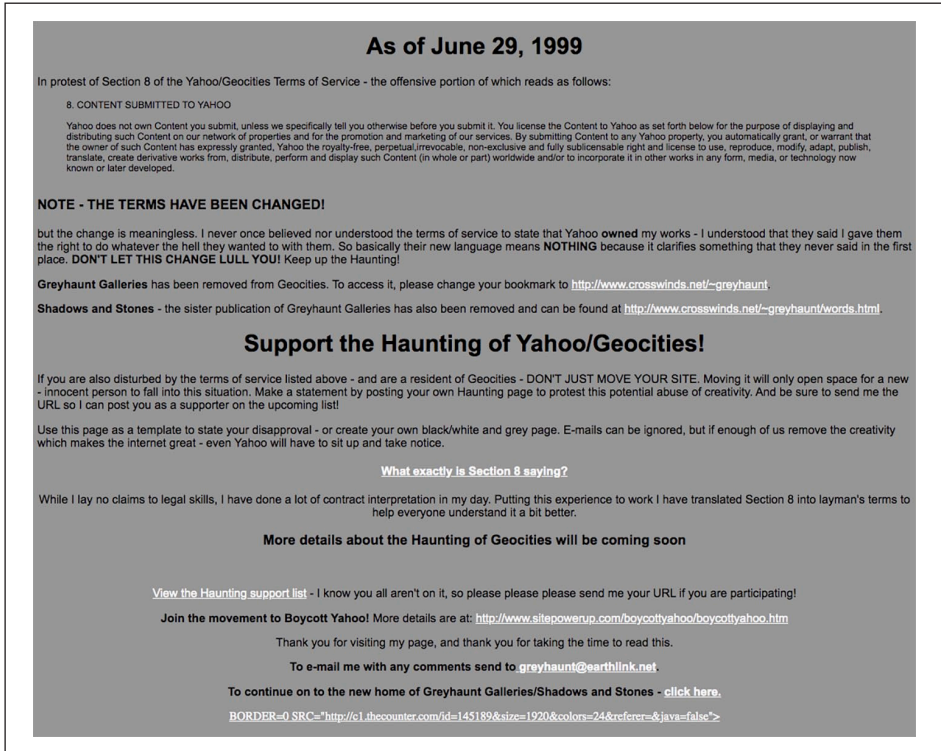 As of June 29, 1999
In protest of Section 8 of the Yahoo/Geocities Terms of Service - the offensive portion of which reads as follows:
8. CONTENT SUBMITTED TO YAHOO
Yahoo does not own Content you submit, unless we specifically tell you otherwise before you submit it. You license the Content to Yahoo as set forth below for the purpose of displaying and
distributing such Content on our network of properties and for the promotion and marketing of our services. By submitting Content to any Yahoo property, you automatically grant, or warrant that
the owner of such Content has expressly granted, Yahoo the royalty-free, perpetual,irrevocable, non-exclusive and fully sublicensable right and license to use, reproduce, modify, adapt, publish,
translate, create derivative works from, distribute, perform and display such Content (in whole or part) worldwide and/or to incorporate it in other works in any form, media, or technology now
known or later developed.
NOTE - THE TERMS HAVE BEEN CHANGED!
but the change is meaningless. I never once believed nor understood the terms of service to state that Yahoo owned my works - I understood that they said I gave them
the right to do whatever the hell they wanted to with them. So basically their new language means NOTHING because it clarifies something that they never said in the first
place. DON'T LET THIS CHANGE LULL YOU! Keep up the Haunting!
Greyhaunt Galleries has been removed from Geocities. To access it, please change your bookmark to http://www.crosswinds.net/~greyhaunt.
Shadows and Stones - the sister publication of Greyhaunt Galleries has also been removed and can be found at http://www.crosswinds.net/~greyhaunt/words.html.
Support the Haunting of Yahoo/Geocities!
If you are also disturbed by the terms of service listed above - and are a resident of Geocities - DON'T JUST MOVE YOUR SITE. Moving it will only open space for a new
- innocent person to fall into this situation. Make a statement by posting your own Haunting page to protest this potential abuse of creativity. And be sure to send me the
URL so I can post you as a supporter on the upcoming list!
Use this page as a template to state your disapproval - or create your own black/white and grey page. E-mails can be ignored, but if enough of us remove the creativity
which makes the internet great - even Yahoo will have to sit up and take notice.
What exactly is Section 8 saying?
While I lay no claims to legal skills, I have done a lot of contract interpretation in my day. Putting this experience to work I have translated Section 8 into layman's terms to
help everyone understand it a bit better.
More details about the Haunting of Geocities will be coming soon
View the Haunting support list - I know you all aren't on it, so please please please send me your URL if you are participating!
Join the movement to Boycott Yahoo! More details are at: http://www.sitepowerup.com/boycottyahoo/boycottyahoo.htm
Thank you for visiting my page, and thank you for taking the time to read this.
To e-mail me with any comments send to greyhaunt@earthlink.net.
To continue on to the new home of Greyhaunt Galleries/Shadows and Stones - click here.
BORDER=0 SRC="http://c1.thecounter.com/id=145189&size=1920&colors=24&referer=&java=false">